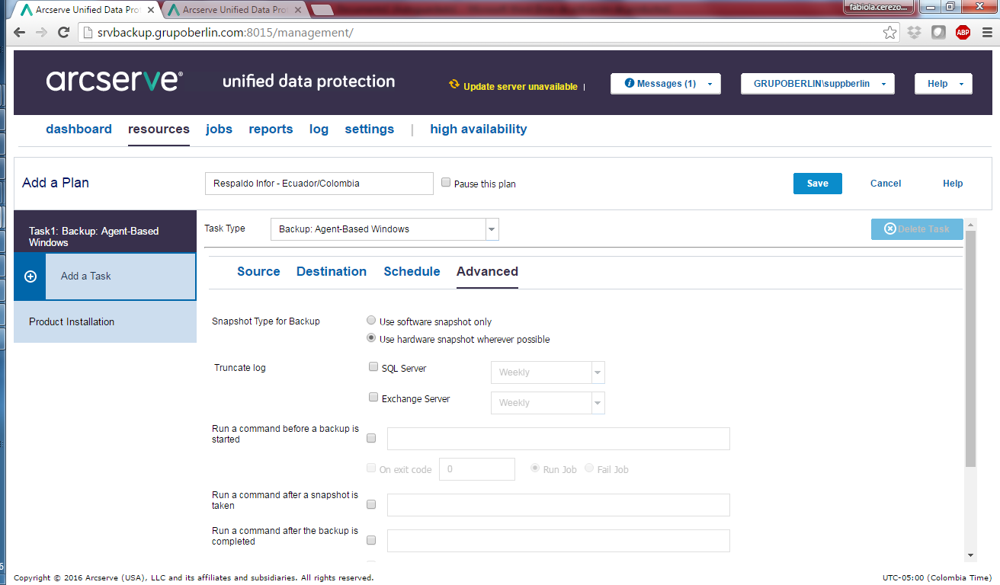 Arcserve Unified Data Pro
Arcserve Unified Data Pro
fabiola.cerezo...
srvbackup.grupoberlin.com:8015/management/
ABP
arcserve®
unified data protection
Update server unavailable |
Messages (1)
GRUPOBERLIN\suppberlin
Help
dashboard resources jobs reports log settings | high availability
Add a Plan
Respaldo Infor - Ecuador/Colombia
Pause this plan
Save
Cancel
Help
Task1: Backup: Agent-Based
Windows
Add a Task
Product Installation
Task Type
Backup: Agent-Based Windows
Delete Task
Source Destination Schedule Advanced
Snapshot Type for Backup
Use software snapshot only
Use hardware snapshot wherever possible
Truncate log
SQL Server
Weekly
Exchange Server
Weekly
Run a command before a backup is
started
On exit code
0
Run Job
Fail Job
Run a command after a snapshot is
taken
Run a command after the backup is
completed
Copyright © 2016 Arcserve (USA), LLC and its affiliates and subsidiaries. All rights reserved.
UTC-05:00 (Colombia Time)